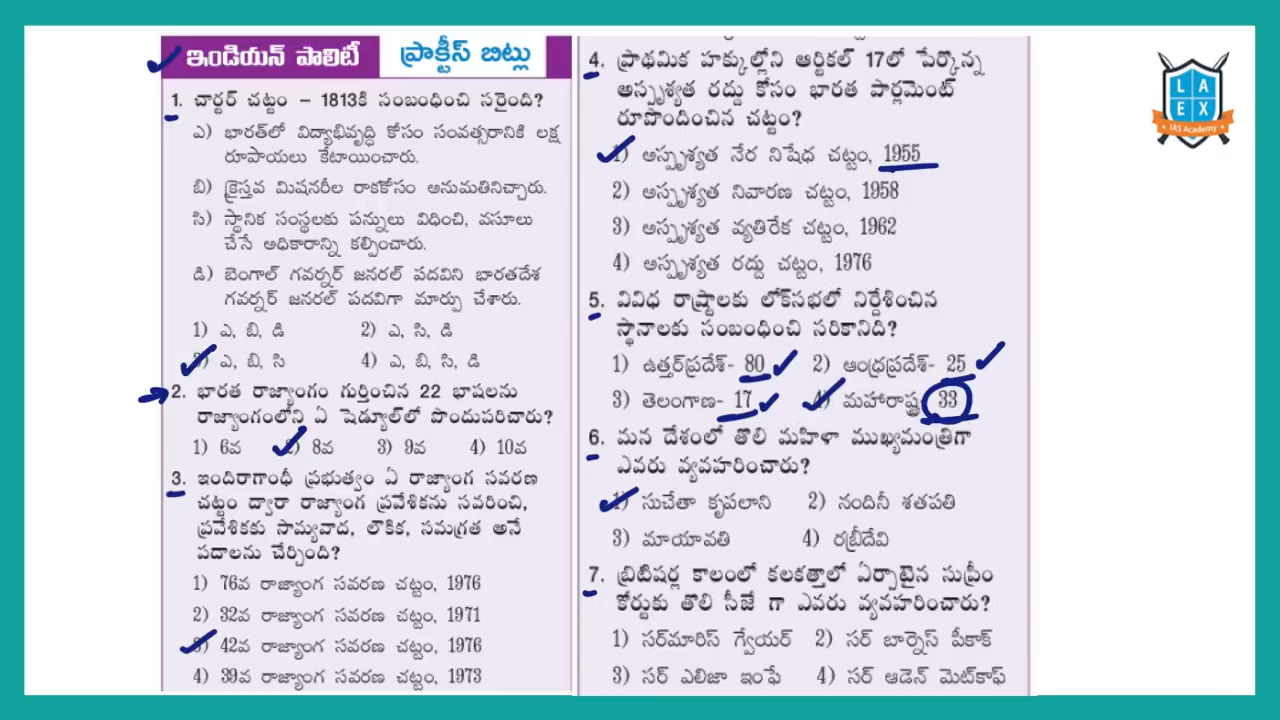 ఇండియన్ పాలిటీ
ప్రాక్టీస్ బిట్లు
1. చార్టర్ చట్టం – 1813కి సంబంధించి సరైంది?
ఎ) భారత్‌లో విద్యాభివృద్ధి కోసం సంవత్సరానికి లక్ష
రూపాయలు కేటాయించారు.
బి) క్రైస్తవ మిషనరీల రాకకోసం అనుమతినిచ్చారు.
సి) స్థానిక సంస్థలకు పన్నులు విధించి, వసూలు
చేసే అధికారాన్ని కల్పించారు.
డి) బెంగాల్ గవర్నర్ జనరల్ పదవిని భారతదేశ
గవర్నర్ జనరల్ పదవిగా మార్పు చేశారు.
1) ఎ, బి, డి 2) ఎ, సి, డి
3) ఎ, బి, సి 4) ఎ, బి, సి, డి
2. భారత రాజ్యాంగం గుర్తించిన 22 భాషలను
రాజ్యాంగంలోని ఏ షెడ్యూల్‌లో పొందుపరిచారు?
1) 6వ 2) 8వ 3) 9వ 4) 10వ
3. ఇందిరాగాంధీ ప్రభుత్వం ఏ రాజ్యాంగ సవరణ
చట్టం ద్వారా రాజ్యాంగ ప్రవేశికను సవరించి,
ప్రవేశికకు సామ్యవాద, లౌకిక, సమగ్రత అనే
పదాలను చేర్చింది?
1) 76వ రాజ్యాంగ సవరణ చట్టం, 1976
2) 32వ రాజ్యాంగ సవరణ చట్టం, 1971
3) 42వ రాజ్యాంగ సవరణ చట్టం, 1976
4) 39వ రాజ్యాంగ సవరణ చట్టం, 1973
4. ప్రాథమిక హక్కుల్లోని ఆర్టికల్ 17లో పేర్కొన్న
అస్పృశ్యత రద్దు కోసం భారత పార్లమెంట్
రూపొందించిన చట్టం?
1) అస్పృశ్యత నేర నిషేధ చట్టం, 1955
2) అస్పృశ్యత నివారణ చట్టం, 1958
3) అస్పృశ్యత వ్యతిరేక చట్టం, 1962
4) అస్పృశ్యత రద్దు చట్టం, 1976
5. వివిధ రాష్ట్రాలకు లోక్‌సభలో నిర్దేశించిన
స్థానాలకు సంబంధించి సరికానిది?
1) ఉత్తర్‌ప్రదేశ్- 80 2) ఆంధ్రప్రదేశ్- 25
3) తెలంగాణ- 17 4) మహారాష్ట్ర 33
6. మన దేశంలో తొలి మహిళా ముఖ్యమంత్రిగా
ఎవరు వ్యవహరించారు?
1) సుచేతా కృపలాని 2) నందినీ శతపతి
3) మాయావతి 4) రబ్రీదేవి
7. బ్రిటిషర్ల కాలంలో కలకత్తాలో ఏర్పాటైన సుప్రీం
కోర్టుకు తొలి సీజే గా ఎవరు వ్యవహరించారు?
1) సర్‌మారిస్ గ్వేయర్ 2) సర్ బార్నెస్ పీకాక్
3) సర్ ఎలిజా ఇంఫే 4) సర్ ఆడెన్ మెట్‌కాఫ్
L A
E X
IAS Academy